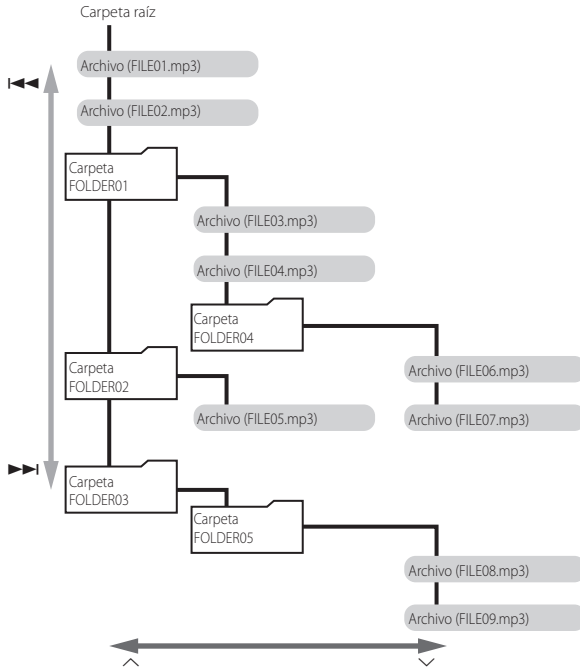 Carpeta raíz
Archivo (FILE01.mp3)
Archivo (FILE02.mp3)
Carpeta
FOLDER01
Archivo (FILE03.mp3)
Archivo (FILE04.mp3)
Carpeta
FOLDER04
Archivo (FILE06.mp3)
Carpeta
FOLDER02
Archivo (FILE05.mp3)
Archivo (FILE07.mp3)
Carpeta
FOLDER03
Carpeta
FOLDER05
Archivo (FILE08.mp3)
Archivo (FILE09.mp3)